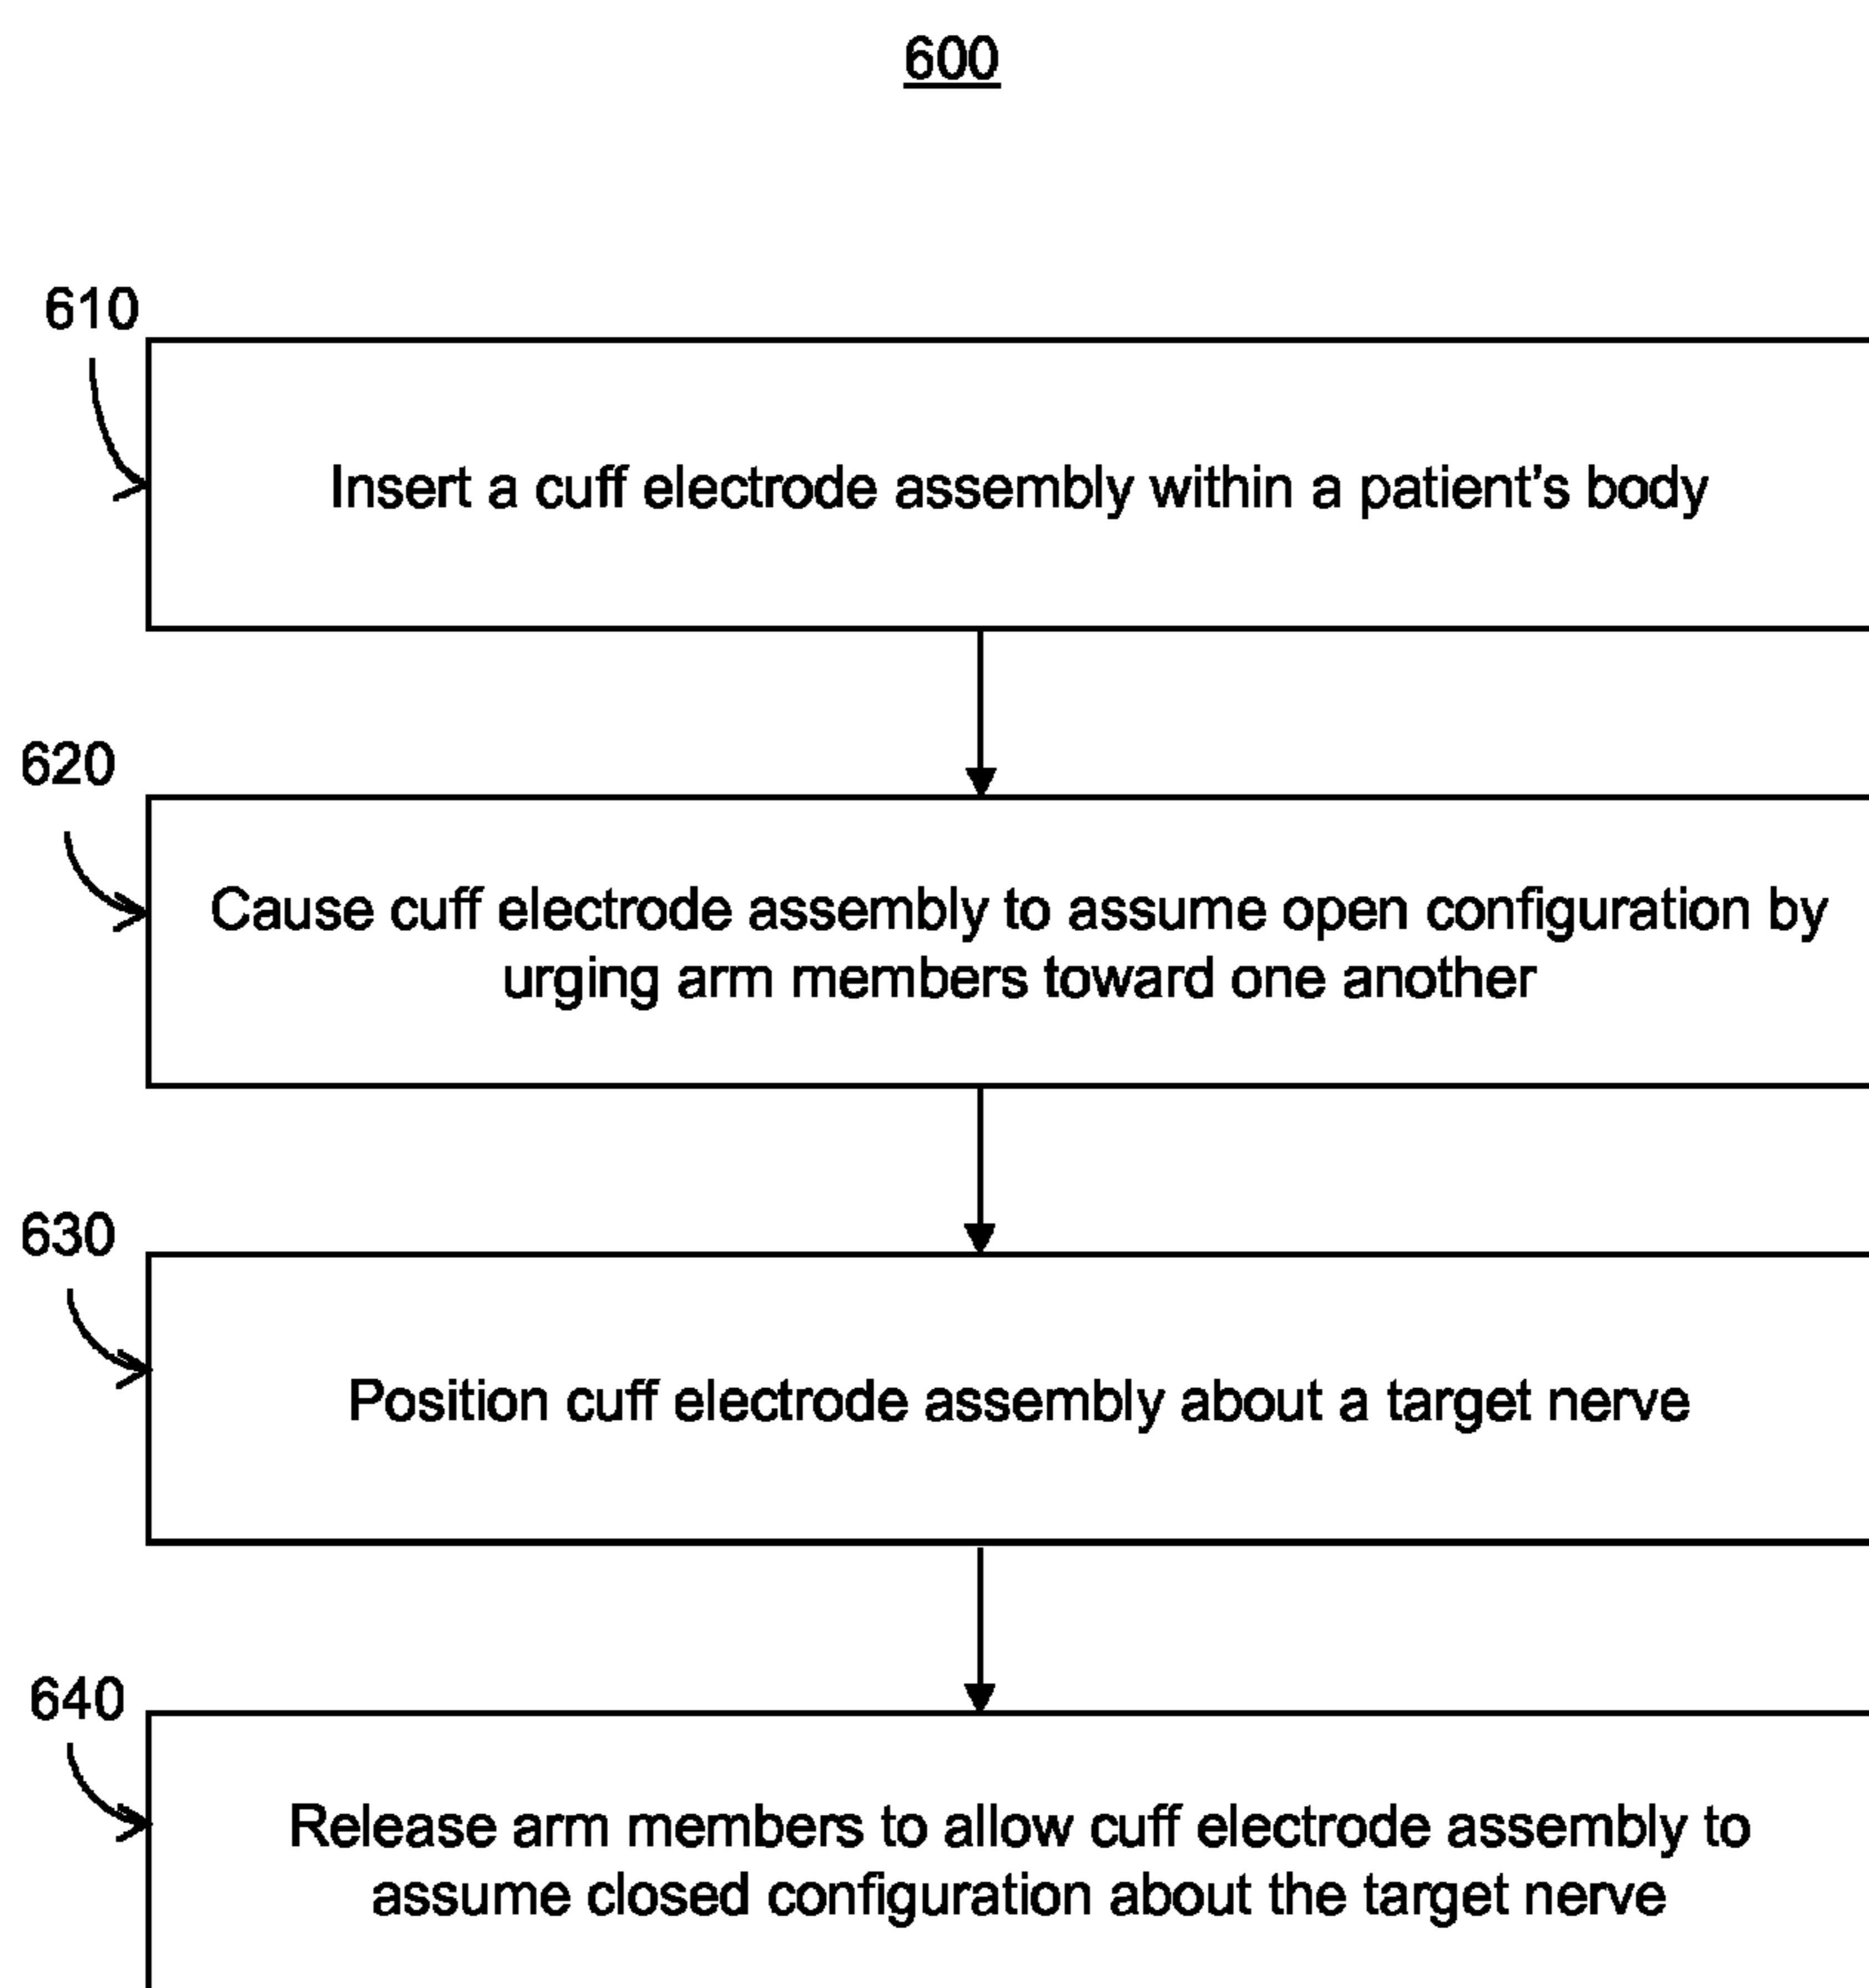 600
610
Insert a cuff electrode assembly within a patient's body
620
Cause cuff electrode assembly to assume open configuration by
urging arm members toward one another
630
Position cuff electrode assembly about a target nerve
640
Release arm members to allow cuff electrode assembly to
assume closed configuration about the target nerve